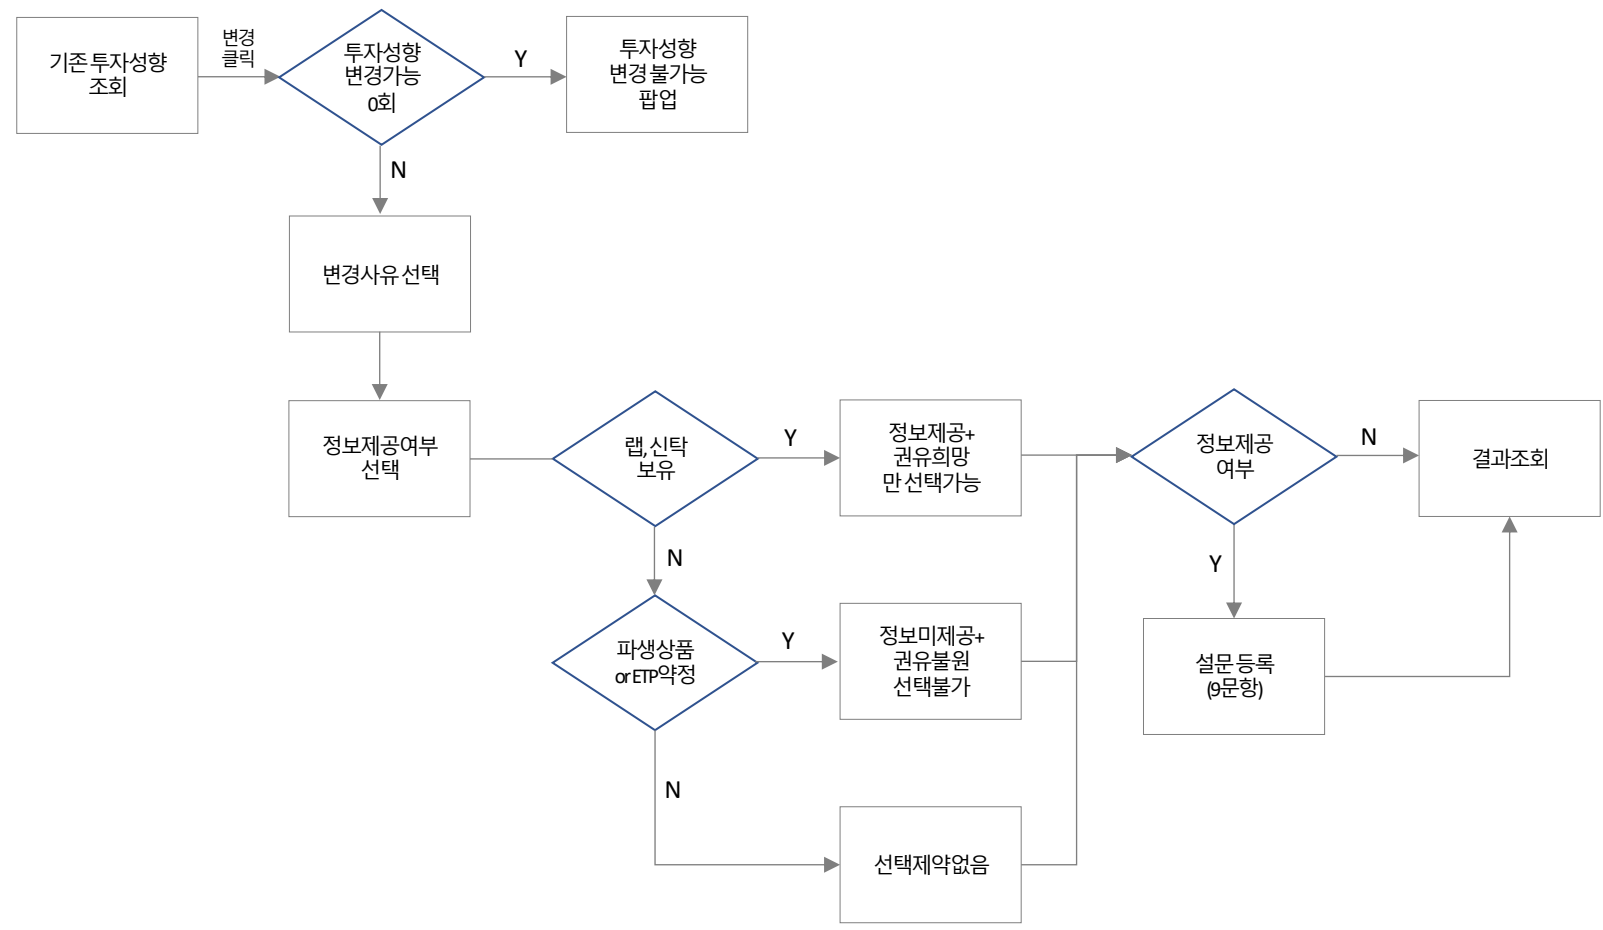 기존 투자성향
조회
변경
클릭
투자성향
변경가능
0회
Y
투자성향
변경 불가능
팝업
N
변경사유 선택
정보제공여부
선택
랩,신탁
보유
Y
정보제공+
권유희망
만 선택가능
정보제공
여부
N
결과조회
N
Y
파생상품
or ETP약정
Y
정보미제공+
권유불원
선택불가
설문 등록
(9문항)
N
선택제약없음